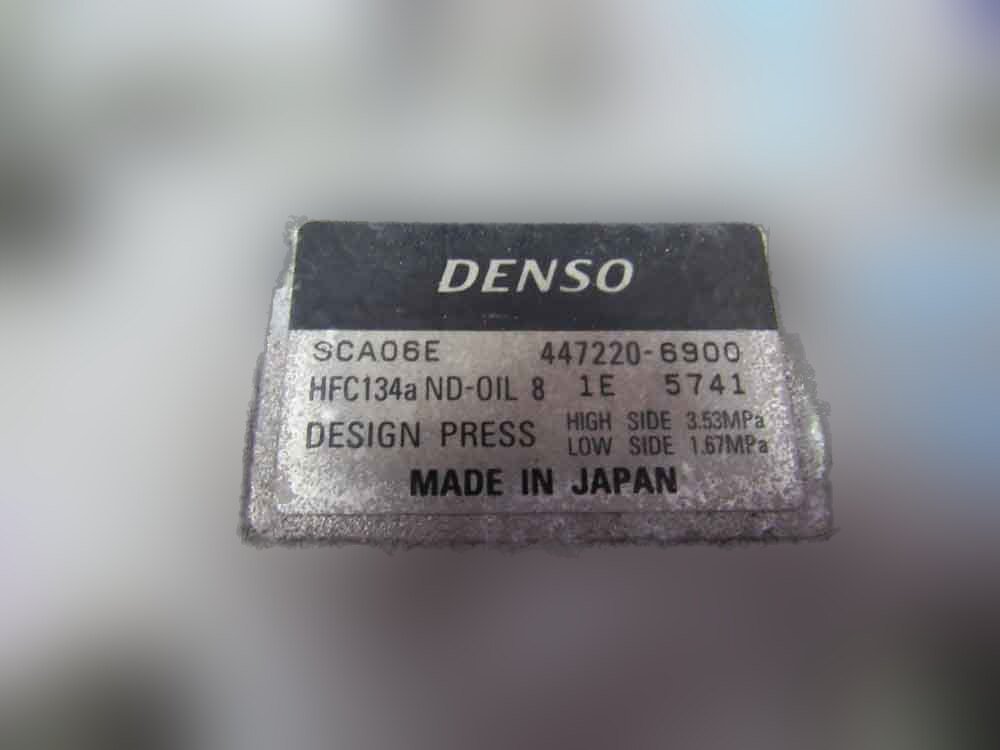 DENSO
SCA06E 447220-6900
HFC134a ND-OIL 8 1E 5741
DESIGN PRESS HIGH SIDE 3.53MPa
LOW SIDE 1.67MPa
MADE IN JAPAN